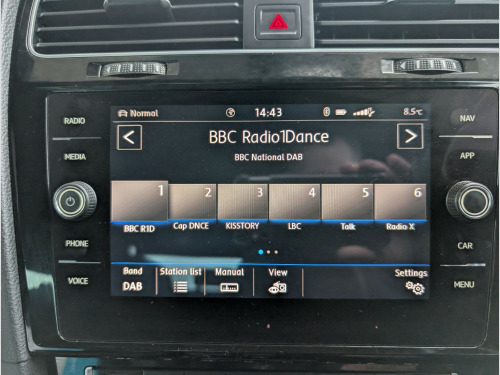 RADIO
MEDIA
PHONE
VOICE
Normal 14:43 8.5°C
BBC Radio1Dance
BBC National DAB
1 2 3 4 5 6
BBC R1D Cap DNCE KISSTORY LBC Talk Radio X
Band Station list Manual View Settings
DAB
NAV
APP
CAR
MENU